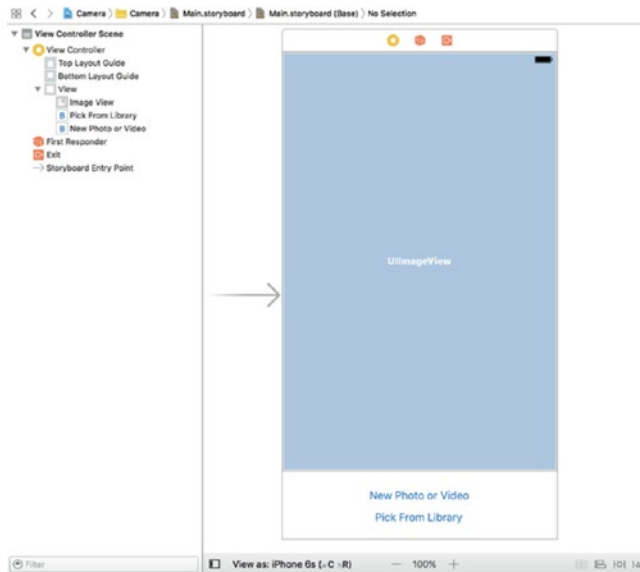 Camera Camera Main.storyboard Main.storyboard (Base) No Selection
View Controller Scene
View Controller
Top Layout Guide
Bottom Layout Guide
View
Image View
B Pick From Library
B New Photo or Video
First Responder
Exit
Storyboard Entry Point
UIImageView
New Photo or Video
Pick From Library
Filter
View as: iPhone 6s (wC hR)
100%